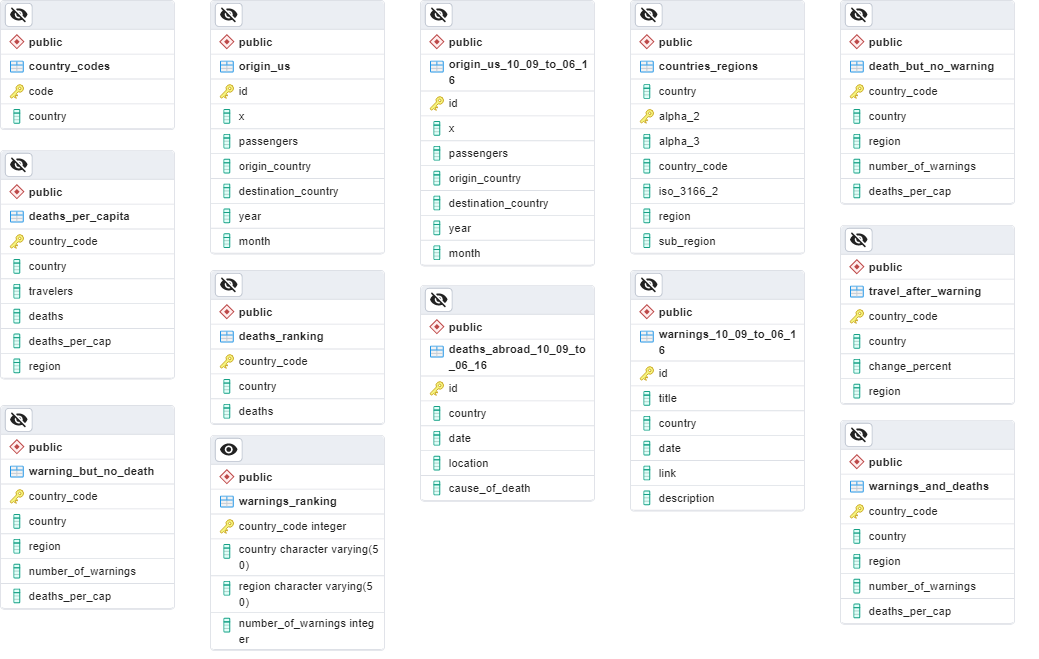 public
country_codes
code
country
public
deaths_per_capita
country_code
country
travelers
deaths
deaths_per_cap
region
public
warning_but_no_death
country_code
country
region
number_of_warnings
deaths_per_cap
public
origin_us
id
x
passengers
origin_country
destination_country
year
month
public
deaths_ranking
country_code
country
deaths
public
warnings_ranking
country_code integer
country character varying(5
0)
region character varying(5
0)
number_of_warnings integ
er
public
origin_us_10_09_to_06_1
6
id
x
passengers
origin_country
destination_country
year
month
public
deaths_abroad_10_09_to
_06_16
id
country
date
location
cause_of_death
public
countries_regions
country
alpha_2
alpha_3
country_code
iso_3166_2
region
sub_region
public
warnings_10_09_to_06_1
6
id
title
country
date
link
description
public
death_but_no_warning
country_code
country
region
number_of_warnings
deaths_per_cap
public
travel_after_warning
country_code
country
change_percent
region
public
warnings_and_deaths
country_code
country
region
number_of_warnings
deaths_per_cap